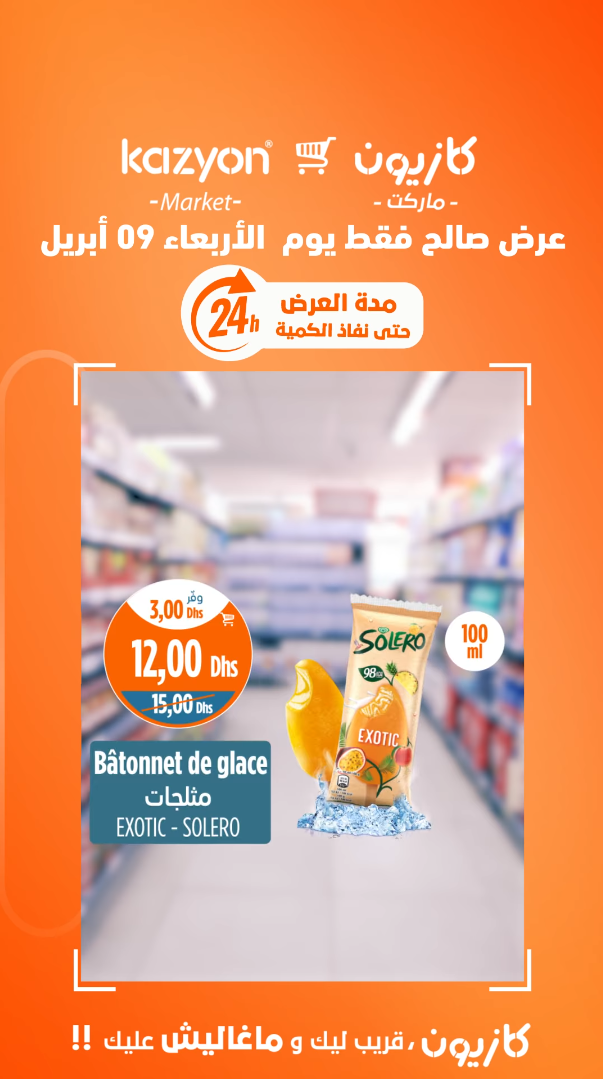 kazyon® كازيون
-Market- - ماركت -
عرض صالح فقط يوم الأربعاء 09 أبريل
24h
مدة العرض
حتى نفاذ الكمية
وفّر
3,00 Dhs
12,00 Dhs
15,00 Dhs
SOLERO
98
EXOTIC
100
ml
Bâtonnet de glace
مثلجات
EXOTIC - SOLERO
كازيون ، قريب ليك و ماغاليش عليك !!